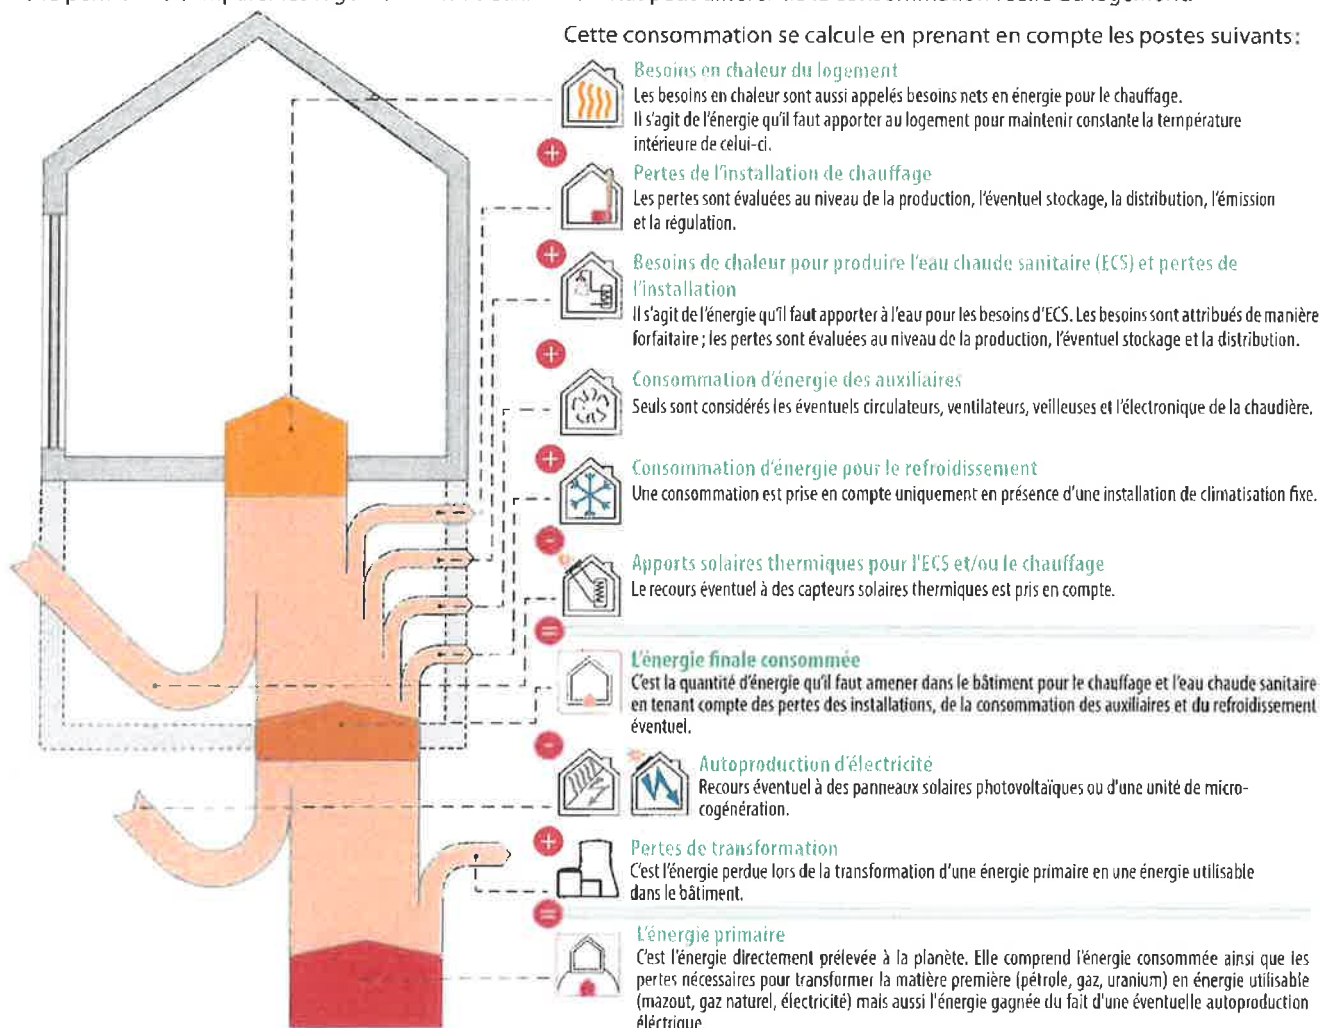 Cette consommation se calcule en prenant en compte les postes suivants :
Besoins en chaleur du logement
Les besoins en chaleur sont aussi appelés besoins nets en énergie pour le chauffage.
Il s'agit de l'énergie qu'il faut apporter au logement pour maintenir constante la température
intérieure de celui-ci.
+
Pertes de l'installation de chauffage
Les pertes sont évaluées au niveau de la production, l'éventuel stockage, la distribution, l'émission
et la régulation.
+
Besoins de chaleur pour produire l'eau chaude sanitaire (ECS) et pertes de
l'installation
Il s'agit de l'énergie qu'il faut apporter à l'eau pour les besoins d'ECS. Les besoins sont attribués de manière
forfaitaire ; les pertes sont évaluées au niveau de la production, l'éventuel stockage et la distribution.
+
Consommation d'énergie des auxiliaires
Seuls sont considérés les éventuels circulateurs, ventilateurs, veilleuses et l'électronique de la chaudière.
+
Consommation d'énergie pour le refroidissement
Une consommation est prise en compte uniquement en présence d'une installation de climatisation fixe.
-
Apports solaires thermiques pour l'ECS et/ou le chauffage
Le recours éventuel à des capteurs solaires thermiques est pris en compte.
=
L'énergie finale consommée
C'est la quantité d'énergie qu'il faut amener dans le bâtiment pour le chauffage et l'eau chaude sanitaire
en tenant compte des pertes des installations, de la consommation des auxiliaires et du refroidissement
éventuel.
-
Autoproduction d'électricité
Recours éventuel à des panneaux solaires photovoltaïques ou d'une unité de micro-
cogénération.
+
Pertes de transformation
C'est l'énergie perdue lors de la transformation d'une énergie primaire en une énergie utilisable
dans le bâtiment.
=
L'énergie primaire
C'est l'énergie directement prélevée à la planète. Elle comprend l'énergie consommée ainsi que les
pertes nécessaires pour transformer la matière première (pétrole, gaz, uranium) en énergie utilisable
(mazout, gaz naturel, électricité) mais aussi l'énergie gagnée du fait d'une éventuelle autoproduction
éléctrique